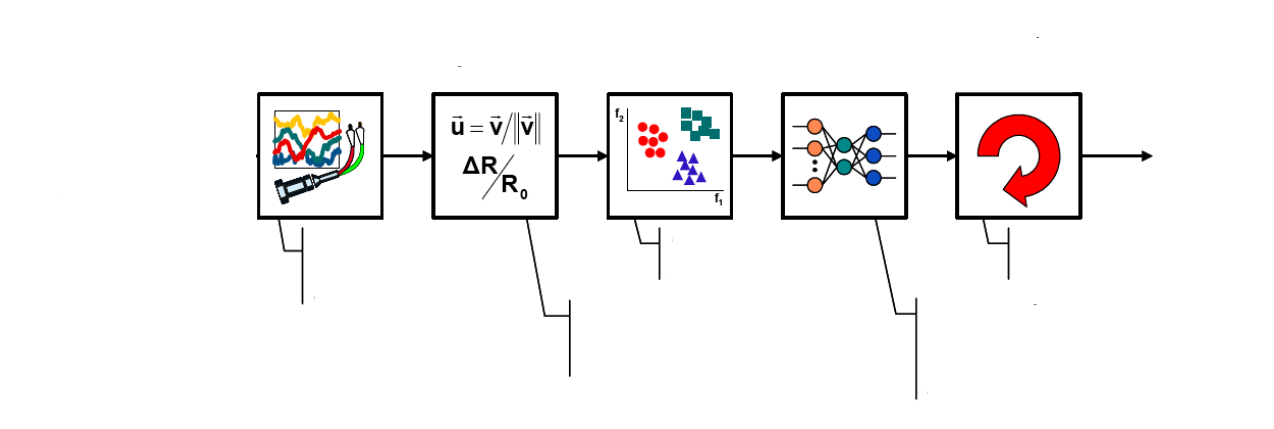 u⃗ = v⃗/‖v⃗‖
ΔR/R₀
f₂
f₁